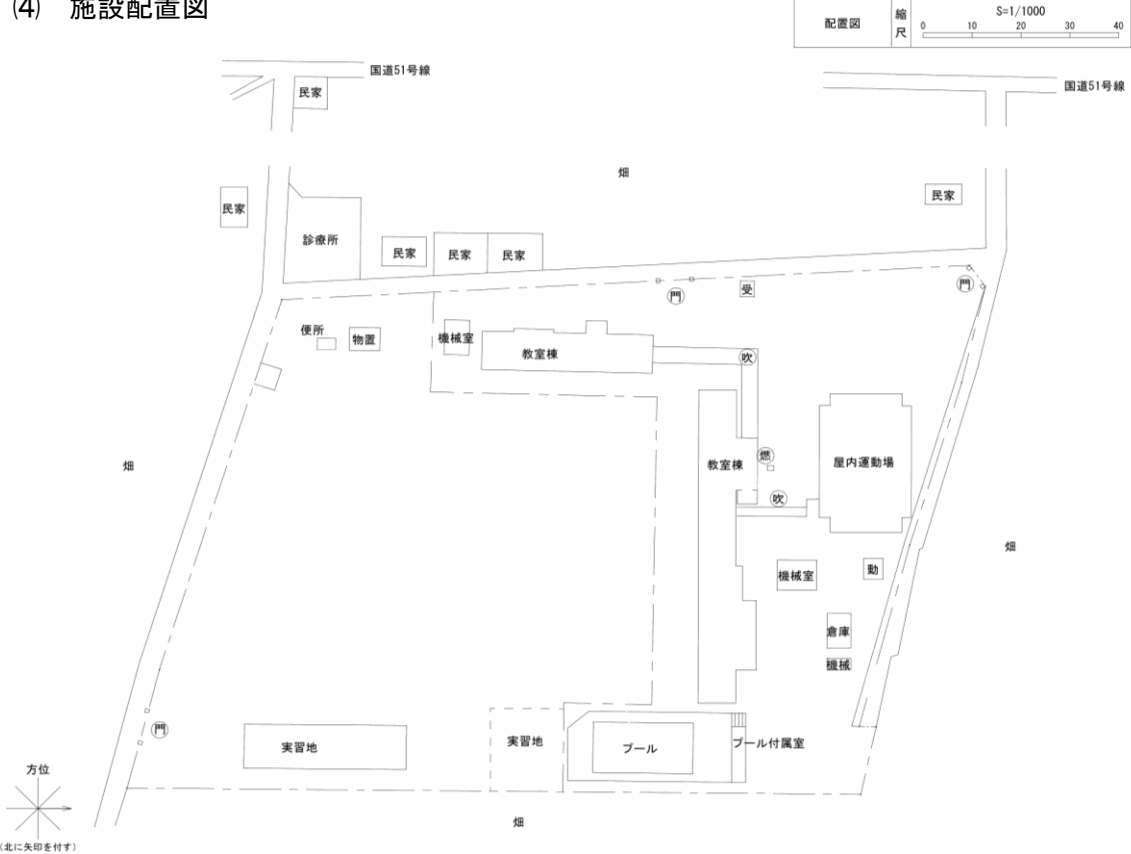 ⑷ 施設配置図
配置図 縮尺 S=1/1000
0 10 20 30 40
国道51号線
国道51号線
民家
畑
民家
民家
診療所
民家
民家
民家
門
受
門
便所
物置
機械室
教室棟
吹
畑
教室棟
燃
屋内運動場
吹
畑
機械室
動
倉庫
機械
門
実習地
実習地
プール
プール付属室
方位
(北に矢印を付す)
畑